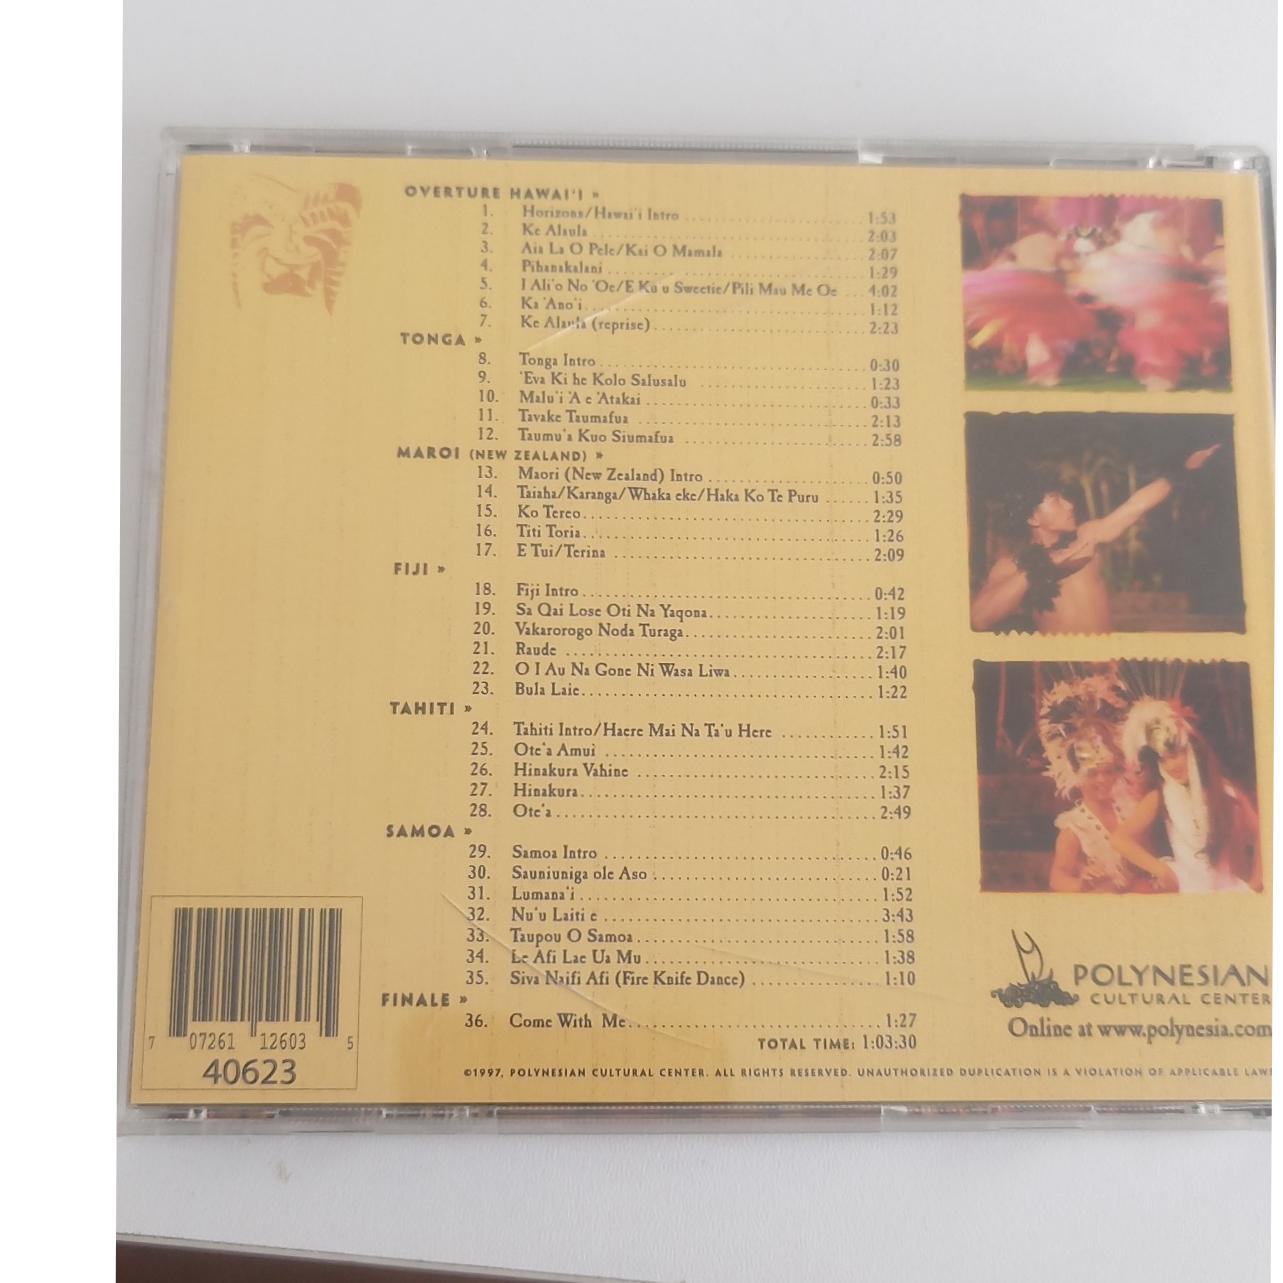 OVERTURE HAWAI'I »
1. Horizons/Hawai'i Intro 1:53
2. Ke Alaula 2:03
3. Aia La O Pele/Kai O Mamala 2:07
4. Pihanakalani 1:29
5. I Ali'o No 'Oe/E Ku u Sweetie/Pili Mau Me Oe 4:02
6. Ka 'Ano'i 1:12
7. Ke Alaula (reprise) 2:23
TONGA »
8. Tonga Intro 0:30
9. 'Eva Ki he Kolo Salusalu 1:23
10. Malu'i 'A e 'Atakai 0:33
11. Tavake Taumafua 2:13
12. Taumu'a Kuo Siumafua 2:58
MAROI (NEW ZEALAND) »
13. Maori (New Zealand) Intro 0:50
14. Taiaha/Karanga/Whaka eke/Haka Ko Te Puru 1:35
15. Ko Tereo 2:29
16. Titi Toria 1:26
17. E Tui/Terina 2:09
FIJI »
18. Fiji Intro 0:42
19. Sa Qai Lose Oti Na Yaqona 1:19
20. Vakarorogo Noda Turaga 2:01
21. Raude 2:17
22. O I Au Na Gone Ni Wasa Liwa 1:40
23. Bula Laie 1:22
TAHITI »
24. Tahiti Intro/Haere Mai Na Ta'u Here 1:51
25. Ote'a Amui 1:42
26. Hinakura Vahine 2:15
27. Hinakura 1:37
28. Ote'a 2:49
SAMOA »
29. Samoa Intro 0:46
30. Sauniuniga ole Aso 0:21
31. Lumana'i 1:52
32. Nu'u Laiti e 3:43
33. Taupou O Samoa 1:58
34. Le Afi Lae Ua Mu 1:38
35. Siva Naifi Afi (Fire Knife Dance) 1:10
FINALE »
36. Come With Me 1:27
TOTAL TIME: 1:03:30
©1997, POLYNESIAN CULTURAL CENTER. ALL RIGHTS RESERVED. UNAUTHORIZED DUPLICATION IS A VIOLATION OF APPLICABLE LAWS
POLYNESIAN
CULTURAL CENTER
Online at www.polynesia.com
7 07261 12603 5
40623